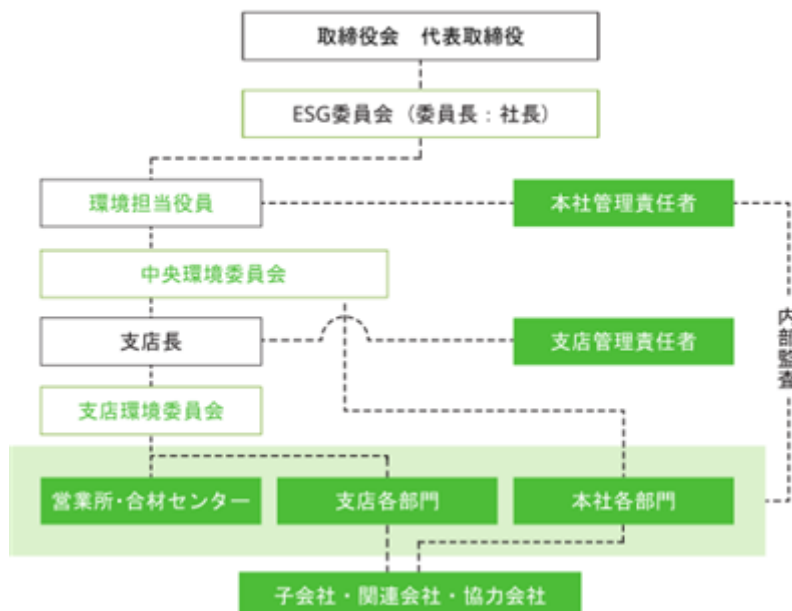 取締役会　代表取締役
ESG委員会（委員長：社長）
環境担当役員
本社管理責任者
中央環境委員会
内部監査
支店長
支店管理責任者
支店環境委員会
営業所・合材センター
支店各部門
本社各部門
子会社・関連会社・協力会社